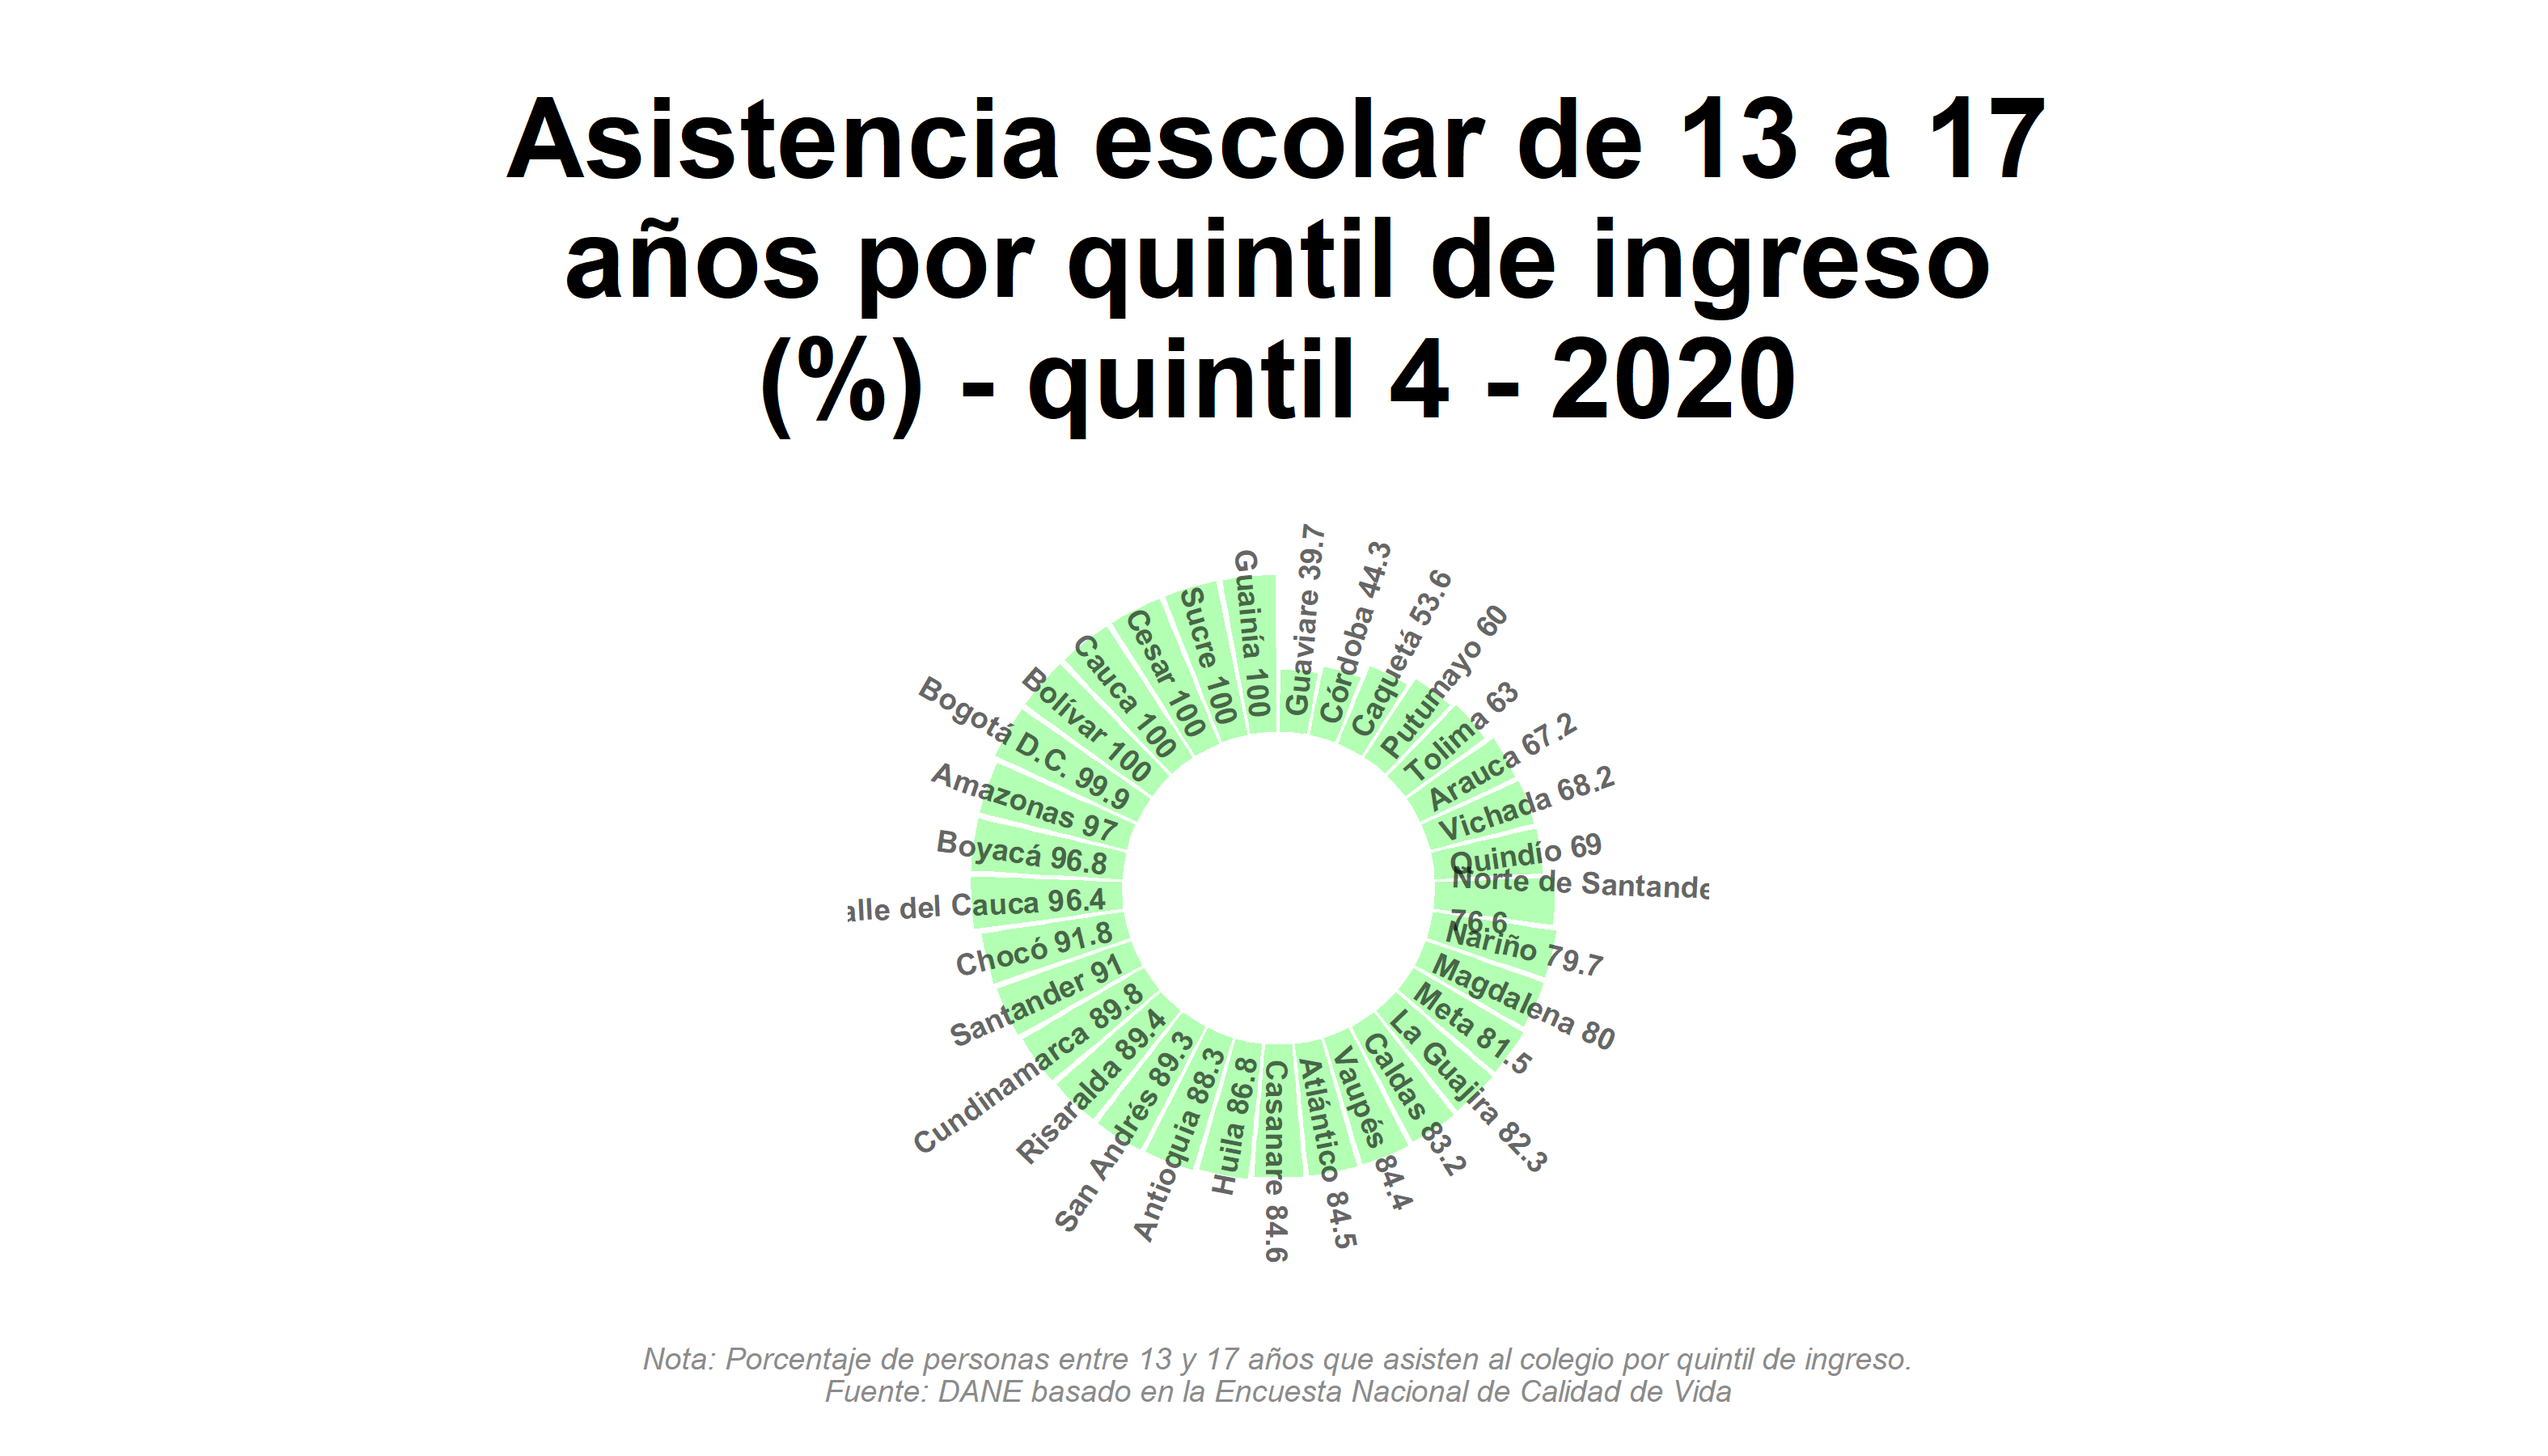 Asistencia escolar de 13 a 17
años por quintil de ingreso
(%) - quintil 4 - 2020
Guaviare 39.7
Córdoba 44.3
Caquetá 53.6
Putumayo 60
Tolima 63
Arauca 67.2
Vichada 68.2
Quindío 69
Norte de Santande
76.6
Nariño 79.7
Magdalena 80
Meta 81.5
La Guajira 82.3
Caldas 83.2
Vaupés 84.4
Atlántico 84.5
Casanare 84.6
Huila 86.8
Antioquia 88.3
San Andrés 89.3
Risaralda 89.4
Cundinamarca 89.8
Santander 91
Chocó 91.8
alle del Cauca 96.4
Boyacá 96.8
Amazonas 97
Bogotá D.C. 99.9
Bolívar 100
Cauca 100
Cesar 100
Sucre 100
Guainía 100
Nota: Porcentaje de personas entre 13 y 17 años que asisten al colegio por quintil de ingreso.
Fuente: DANE basado en la Encuesta Nacional de Calidad de Vida